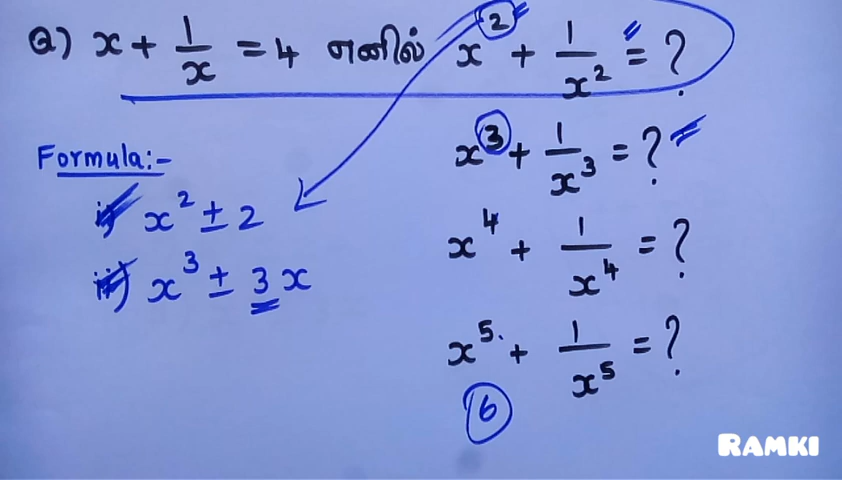 Q) x + 1/x = 4 எனில் x² + 1/x² = ?
x³ + 1/x³ = ?
Formula:-
i) x² ± 2
x⁴ + 1/x⁴ = ?
ii) x³ ± 3x
x⁵ + 1/x⁵ = ?
6
RAMKI